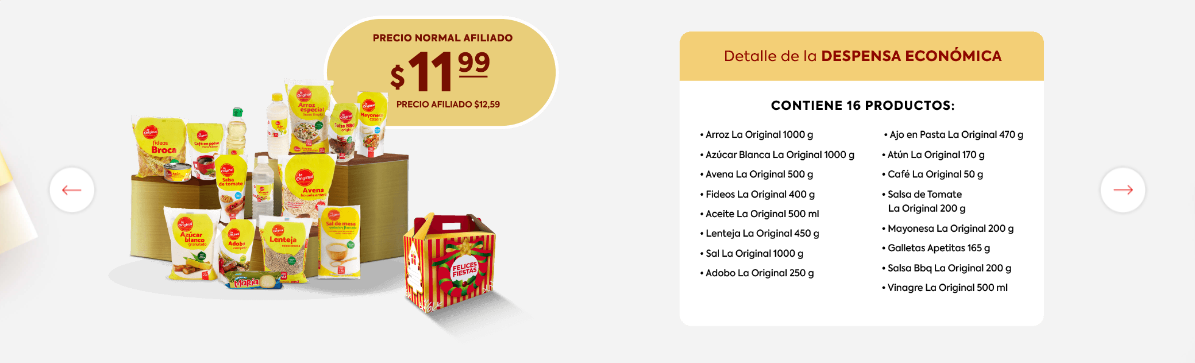 PRECIO NORMAL AFILIADO
$11.99
PRECIO AFILIADO $12,59
Arroz especial
Fideos Broca
Salsa de tomate
Avena
Azúcar blanco
Adobo
Lenteja
Sal de mesa
FELICES FIESTAS
Detalle de la DESPENSA ECONÓMICA
CONTIENE 16 PRODUCTOS:
• Arroz La Original 1000 g
• Azúcar Blanca La Original 1000 g
• Avena La Original 500 g
• Fideos La Original 400 g
• Aceite La Original 500 ml
• Lenteja La Original 450 g
• Sal La Original 1000 g
• Adobo La Original 250 g
• Ajo en Pasta La Original 470 g
• Atún La Original 170 g
• Café La Original 50 g
• Salsa de Tomate
La Original 200 g
• Mayonesa La Original 200 g
• Galletas Apetitas 165 g
• Salsa Bbq La Original 200 g
• Vinagre La Original 500 ml